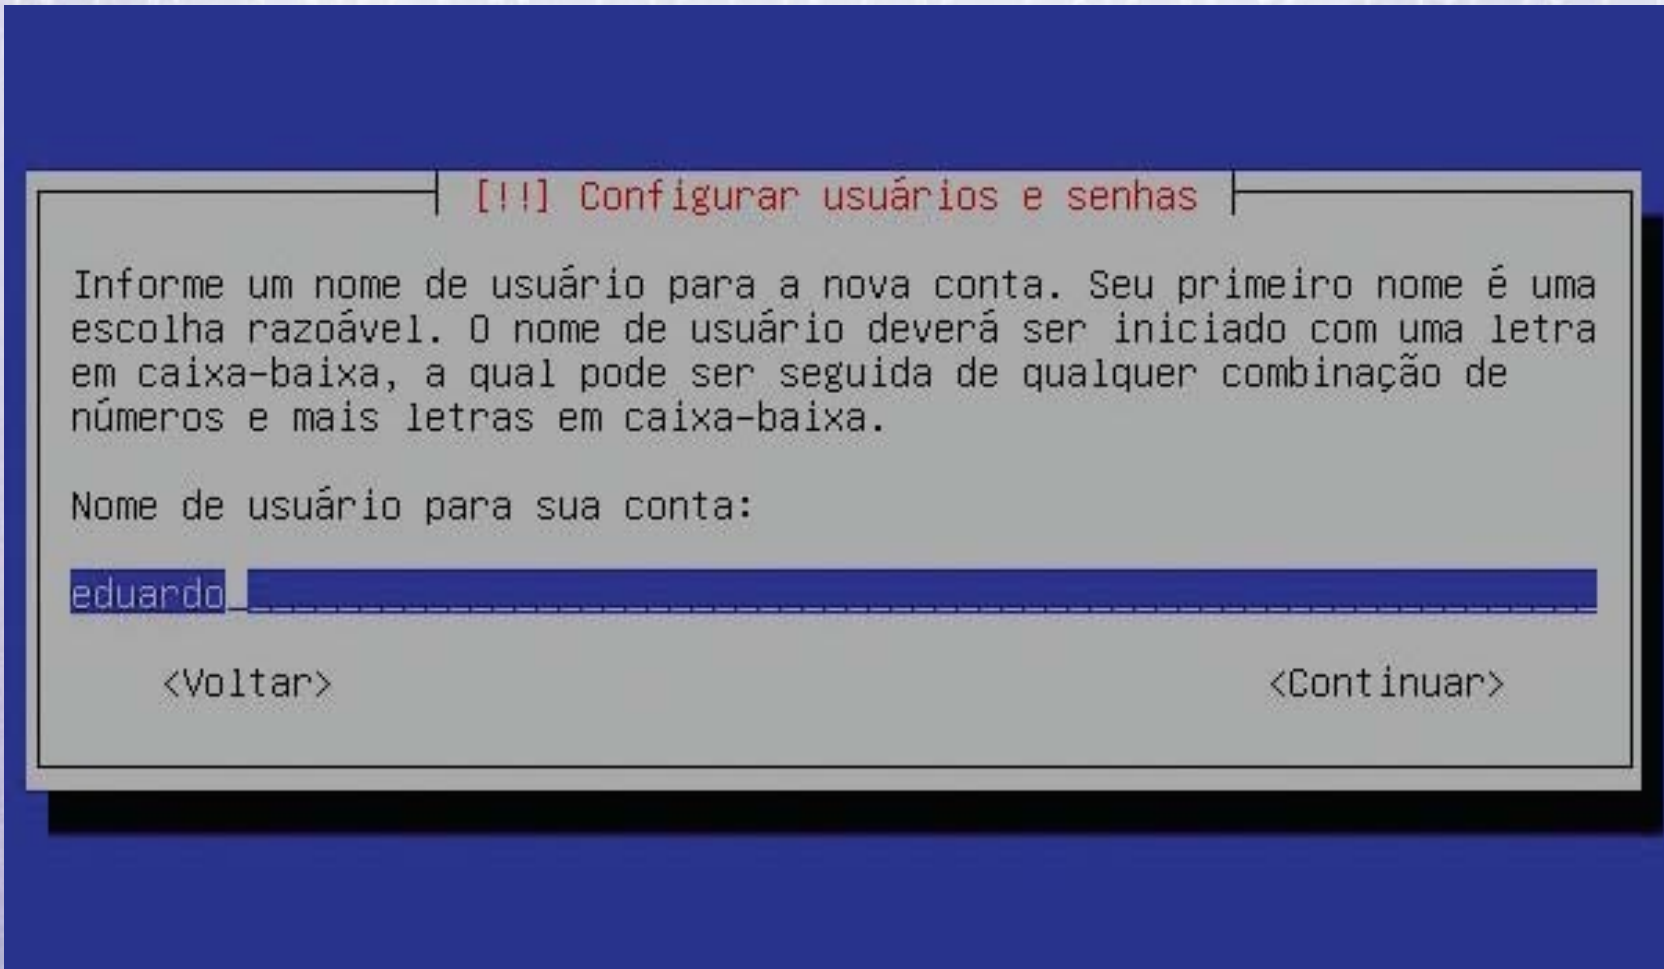 [!!] Configurar usuários e senhas
Informe um nome de usuário para a nova conta. Seu primeiro nome é uma
escolha razoável. O nome de usuário deverá ser iniciado com uma letra
em caixa-baixa, a qual pode ser seguida de qualquer combinação de
números e mais letras em caixa-baixa.
Nome de usuário para sua conta:
eduardo
<Voltar> <Continuar>